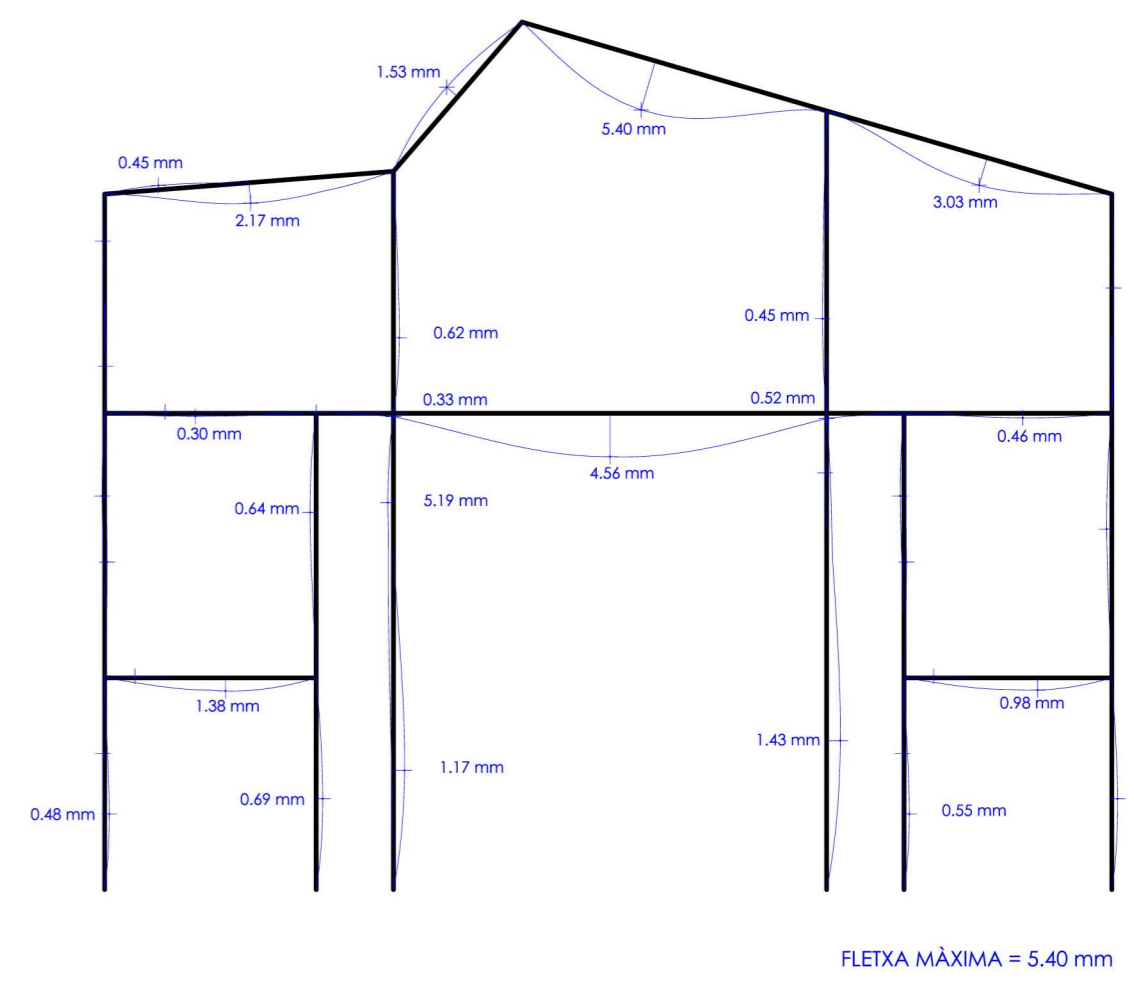 1.53 mm
5.40 mm
0.45 mm
3.03 mm
2.17 mm
0.62 mm
0.45 mm
0.33 mm
0.52 mm
0.30 mm
0.46 mm
4.56 mm
0.64 mm
5.19 mm
1.38 mm
0.98 mm
1.43 mm
1.17 mm
0.69 mm
0.48 mm
0.55 mm
FLETXA MÀXIMA = 5.40 mm